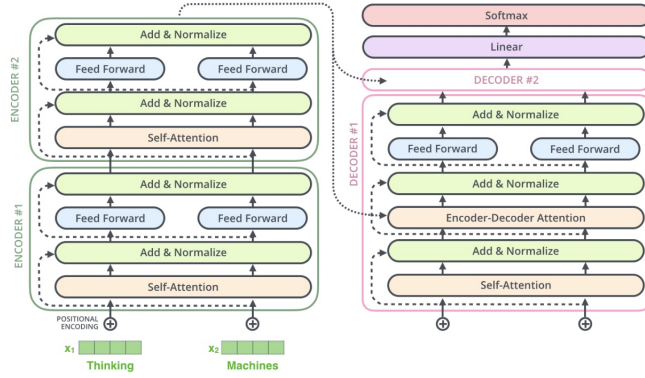 ENCODER #2
Add & Normalize
Feed Forward
Feed Forward
Add & Normalize
Self-Attention
ENCODER #1
Add & Normalize
Feed Forward
Feed Forward
Add & Normalize
Self-Attention
POSITIONAL
ENCODING
x1
x2
Thinking
Machines
Softmax
Linear
DECODER #2
DECODER #1
Add & Normalize
Feed Forward
Feed Forward
Add & Normalize
Encoder-Decoder Attention
Add & Normalize
Self-Attention